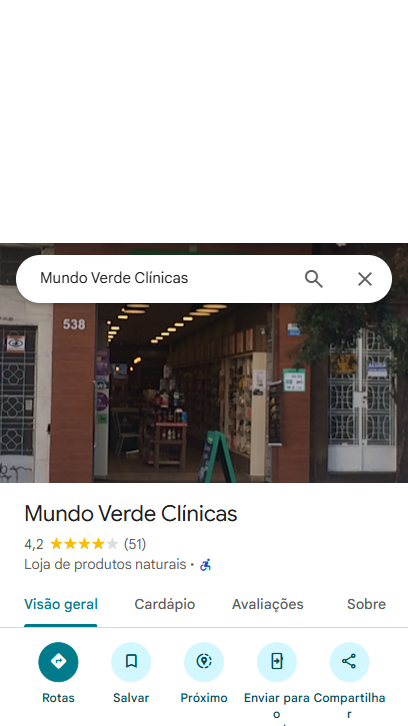 Mundo Verde Clínicas
538
Mundo Verde Clínicas
4,2 (51)
Loja de produtos naturais ·
Visão geral Cardápio Avaliações Sobre
Rotas Salvar Próximo Enviar para o Compartilhar